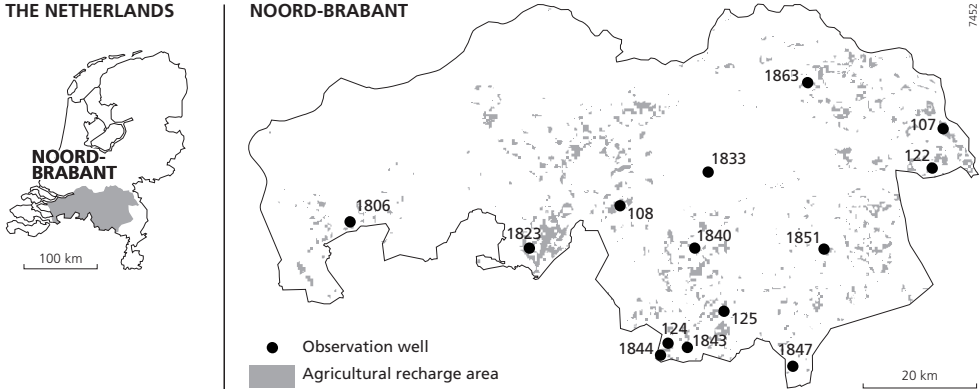 THE NETHERLANDS
NOORD-
BRABANT
100 km
NOORD-BRABANT
7452
1863
107
122
1833
1806
108
1823
1840
1851
125
124
1843
1844
1847
Observation well
Agricultural recharge area
20 km